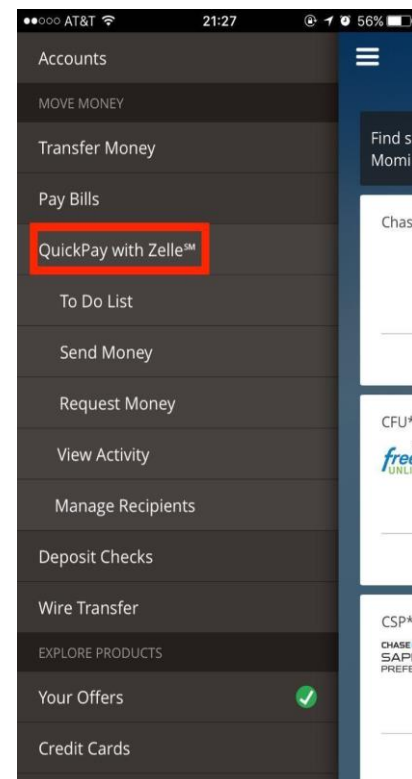 AT&T 21:27 56%
Accounts
MOVE MONEY
Transfer Money
Pay Bills
QuickPay with Zelle℠
To Do List
Send Money
Request Money
View Activity
Manage Recipients
Deposit Checks
Wire Transfer
EXPLORE PRODUCTS
Your Offers
Credit Cards
Find s
Momi
Chas
CFU*
free
UNLI
CSP*
CHASE
SAP
PREFE